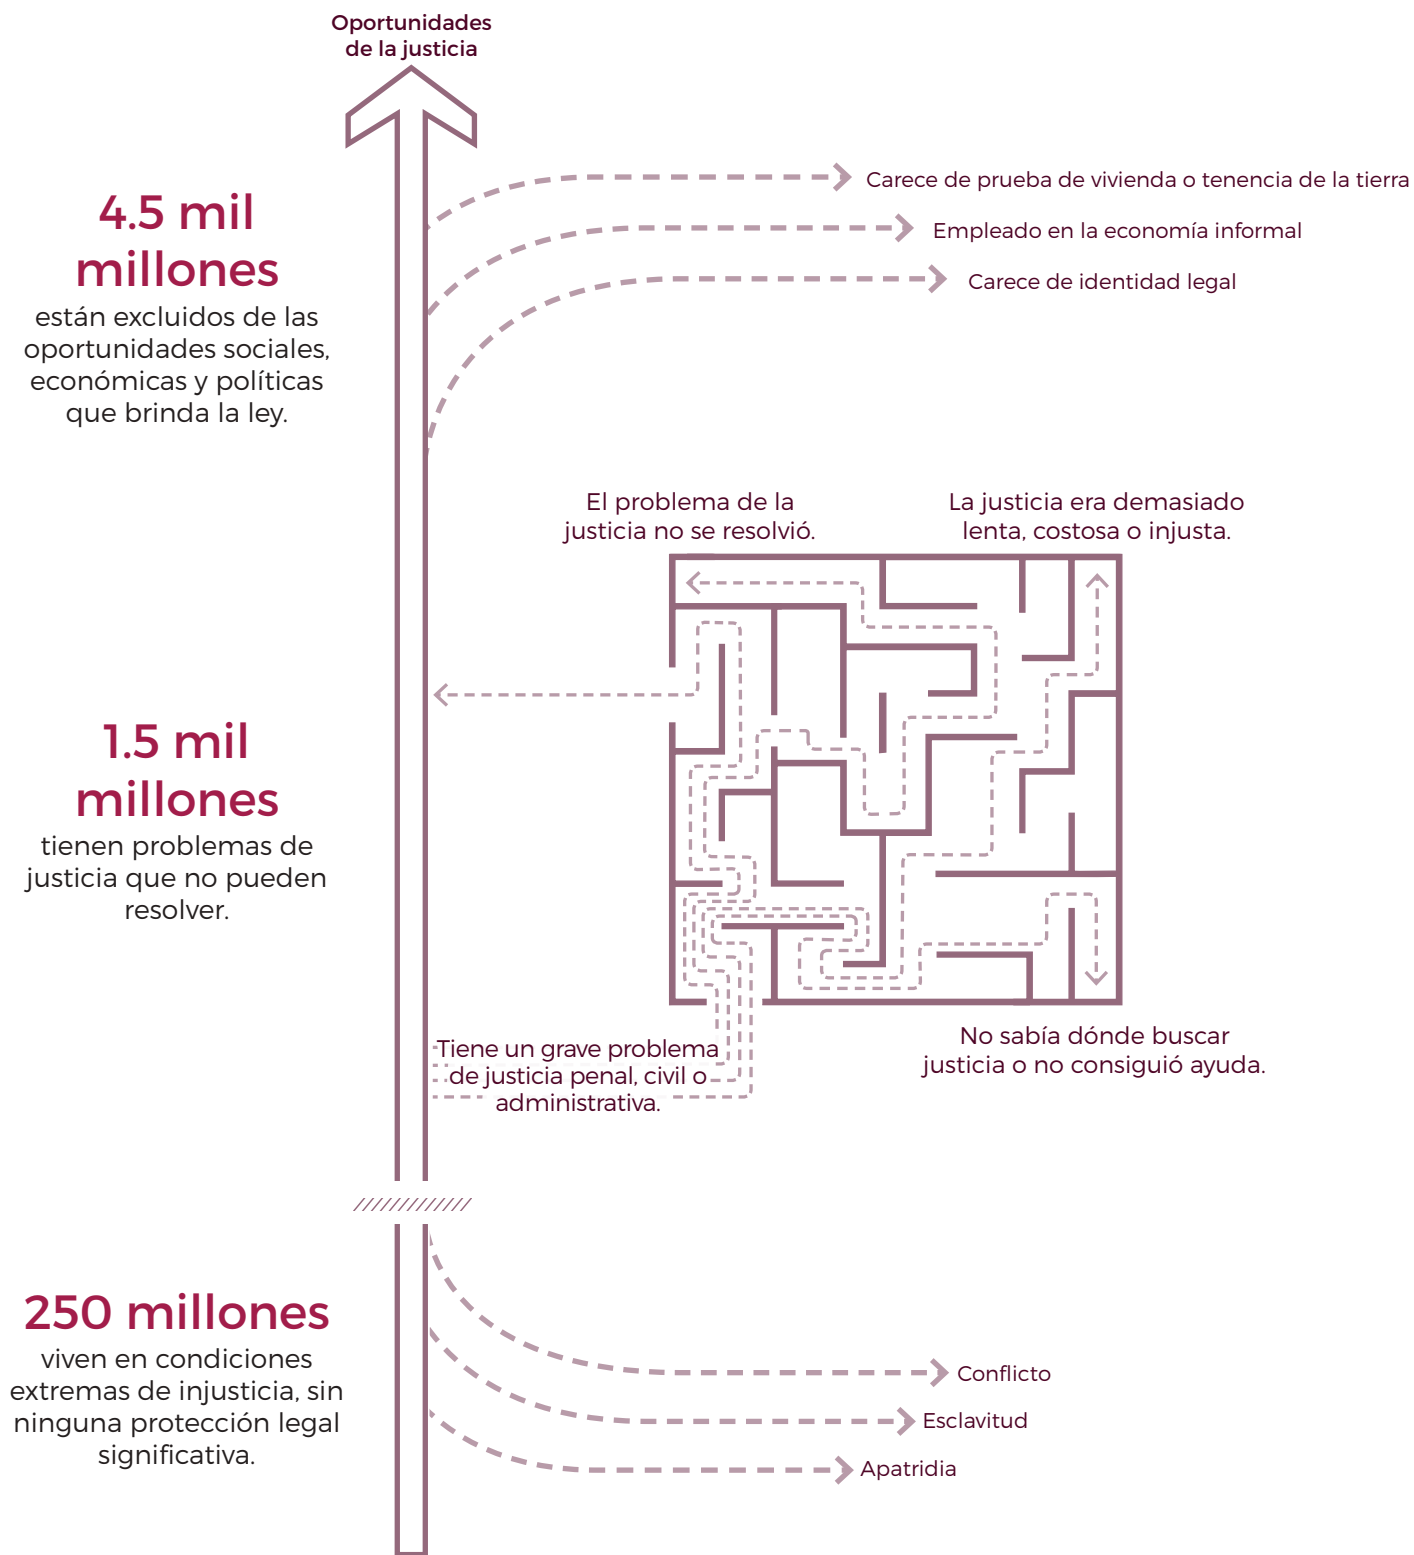 Oportunidades
de la justicia
4.5 mil
millones
están excluidos de las
oportunidades sociales,
económicas y políticas
que brinda la ley.
Carece de prueba de vivienda o tenencia de la tierra
Empleado en la economía informal
Carece de identidad legal
El problema de la
justicia no se resolvió.
La justicia era demasiado
lenta, costosa o injusta.
1.5 mil
millones
tienen problemas de
justicia que no pueden
resolver.
Tiene un grave problema
de justicia penal, civil o
administrativa.
No sabía dónde buscar
justicia o no consiguió ayuda.
250 millones
viven en condiciones
extremas de injusticia, sin
ninguna protección legal
significativa.
Conflicto
Esclavitud
Apatridia